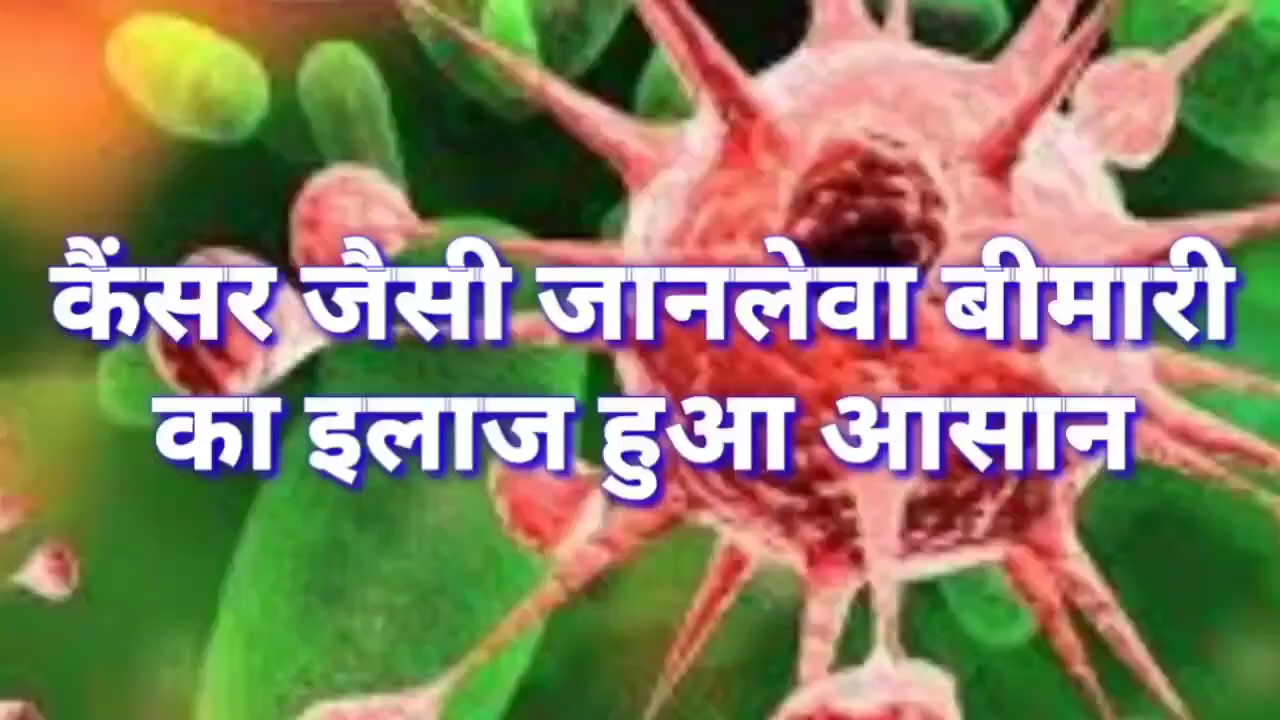 कैंसर जैसी जानलेवा बीमारी
का इलाज हुआ आसान